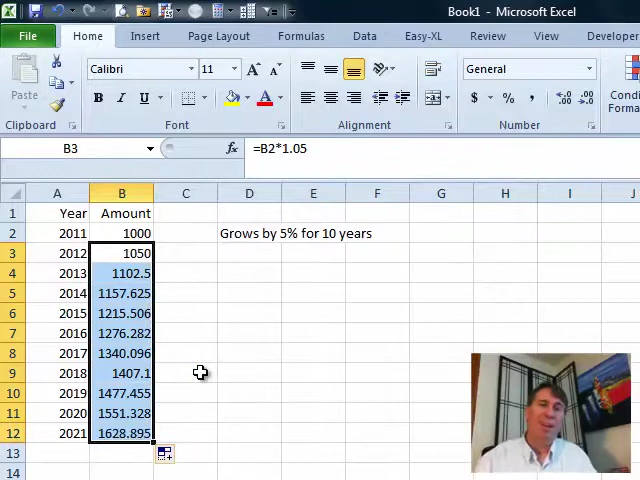 Book1 - Microsoft Excel
File Home Insert Page Layout Formulas Data Easy-XL Review View Developer
Calibri 11 General
Paste B I U A $ % , Condi
Forma
Clipboard Font Alignment Number
B3 fx =B2*1.05
A B C D E F G H I J
1 Year Amount
2 2011 1000 Grows by 5% for 10 years
3 2012 1050
4 2013 1102.5
5 2014 1157.625
6 2015 1215.506
7 2016 1276.282
8 2017 1340.096
9 2018 1407.1
10 2019 1477.455
11 2020 1551.328
12 2021 1628.895
13
14